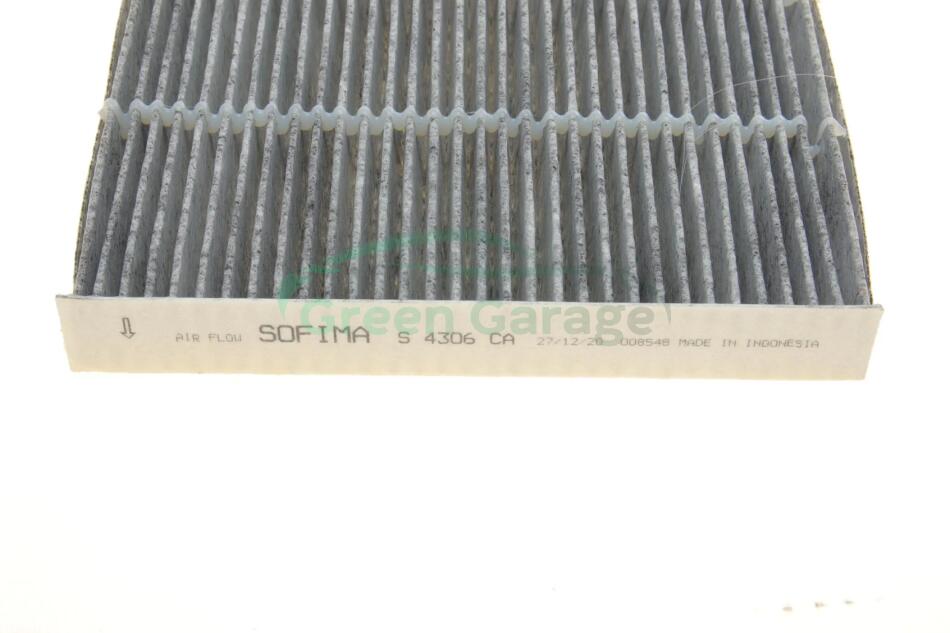 ⇩ AIR FLOW SOFIMA S 4306 CA 27/12/20 008548 MADE IN INDONESIA
Green Garage